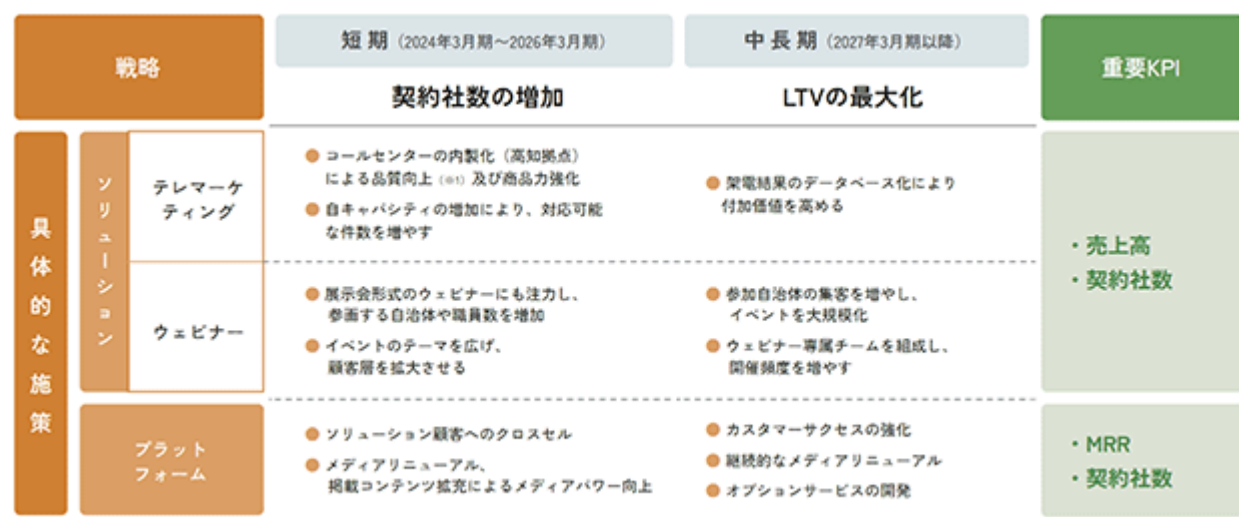 戦略
短期（2024年3月期〜2026年3月期）
中長期（2027年3月期以降）
重要KPI
契約社数の増加
LTVの最大化
具体的な施策
ソリューション
テレマーケ
ティング
コールセンターの内製化（高知拠点）
による品質向上（※1）及び商品力強化
自キャパシティの増加により、対応可能
な件数を増やす
架電結果のデータベース化により
付加価値を高める
・売上高
・契約社数
ウェビナー
展示会形式のウェビナーにも注力し、
参画する自治体や職員数を増加
イベントのテーマを広げ、
顧客層を拡大させる
参加自治体の集客を増やし、
イベントを大規模化
ウェビナー専属チームを組成し、
開催頻度を増やす
プラット
フォーム
ソリューション顧客へのクロスセル
メディアリニューアル、
掲載コンテンツ拡充によるメディアパワー向上
カスタマーサクセスの強化
継続的なメディアリニューアル
オプションサービスの開発
・MRR
・契約社数